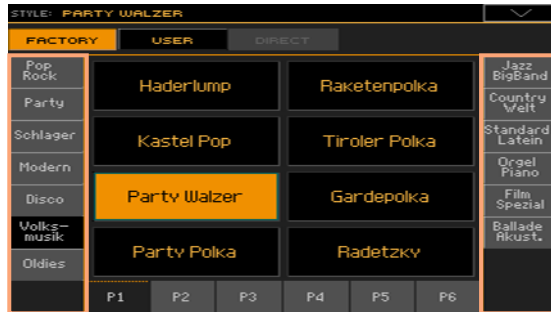 STYLE: PARTY WALZER
FACTORY USER DIRECT
Pop
Rock
Party
Schlager
Modern
Disco
Volks-
musik
Oldies
Haderlump Raketenpolka
Kastel Pop Tiroler Polka
Party Walzer Gardepolka
Party Polka Radetzky
P1 P2 P3 P4 P5 P6
Jazz
BigBand
Country
Welt
Standard
Latein
Orgel
Piano
Film
Spezial
Ballade
Akust.